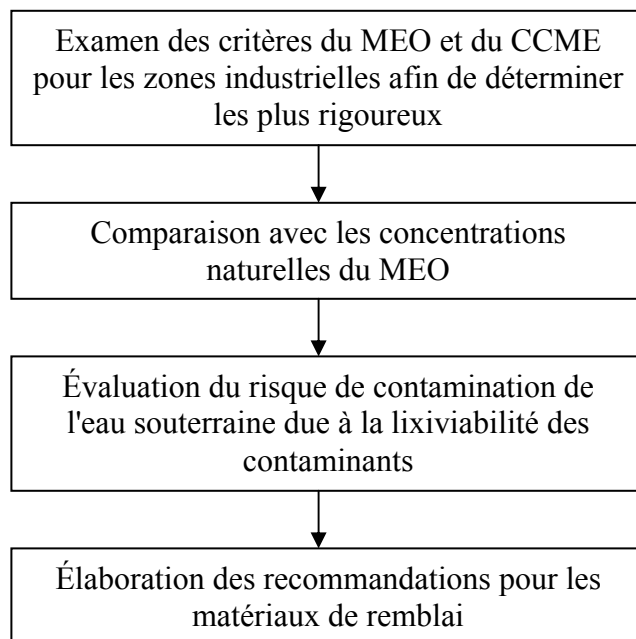 Examen des critères du MEO et du CCME
pour les zones industrielles afin de déterminer
les plus rigoureux
Comparaison avec les concentrations
naturelles du MEO
Évaluation du risque de contamination de
l'eau souterraine due à la lixiviabilité des
contaminants
Élaboration des recommandations pour les
matériaux de remblai